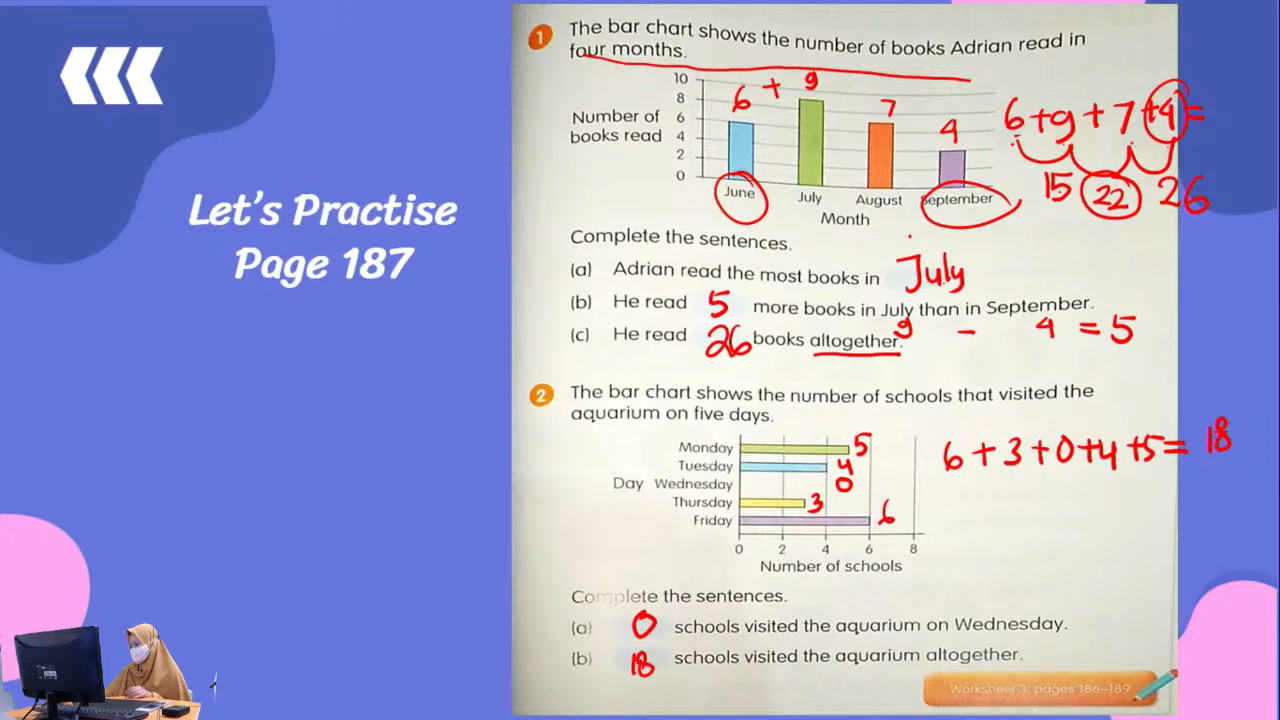 Let's Practise
Page 187
1 The bar chart shows the number of books Adrian read in
four months.
10
8
6
4
2
0
Number of
books read
6 + 9
7
4
June July August September
Month
6+9+7+4=
15 22 26
Complete the sentences.
(a) Adrian read the most books in July
(b) He read 5 more books in July than in September.
9 - 4 = 5
(c) He read 26 books altogether.
2 The bar chart shows the number of schools that visited the
aquarium on five days.
Monday 5
Tuesday 4
Day Wednesday 0
Thursday 3
Friday 6
0 2 4 6 8
Number of schools
6+3+0+4+5= 18
Complete the sentences.
(a) 0 schools visited the aquarium on Wednesday.
(b) 18 schools visited the aquarium altogether.
Worksheet 3, pages 186–189